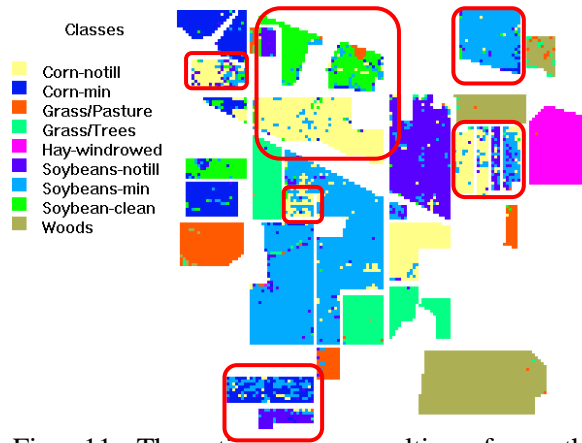 Classes
Corn-notill
Corn-min
Grass/Pasture
Grass/Trees
Hay-windrowed
Soybeans-notill
Soybeans-min
Soybean-clean
Woods